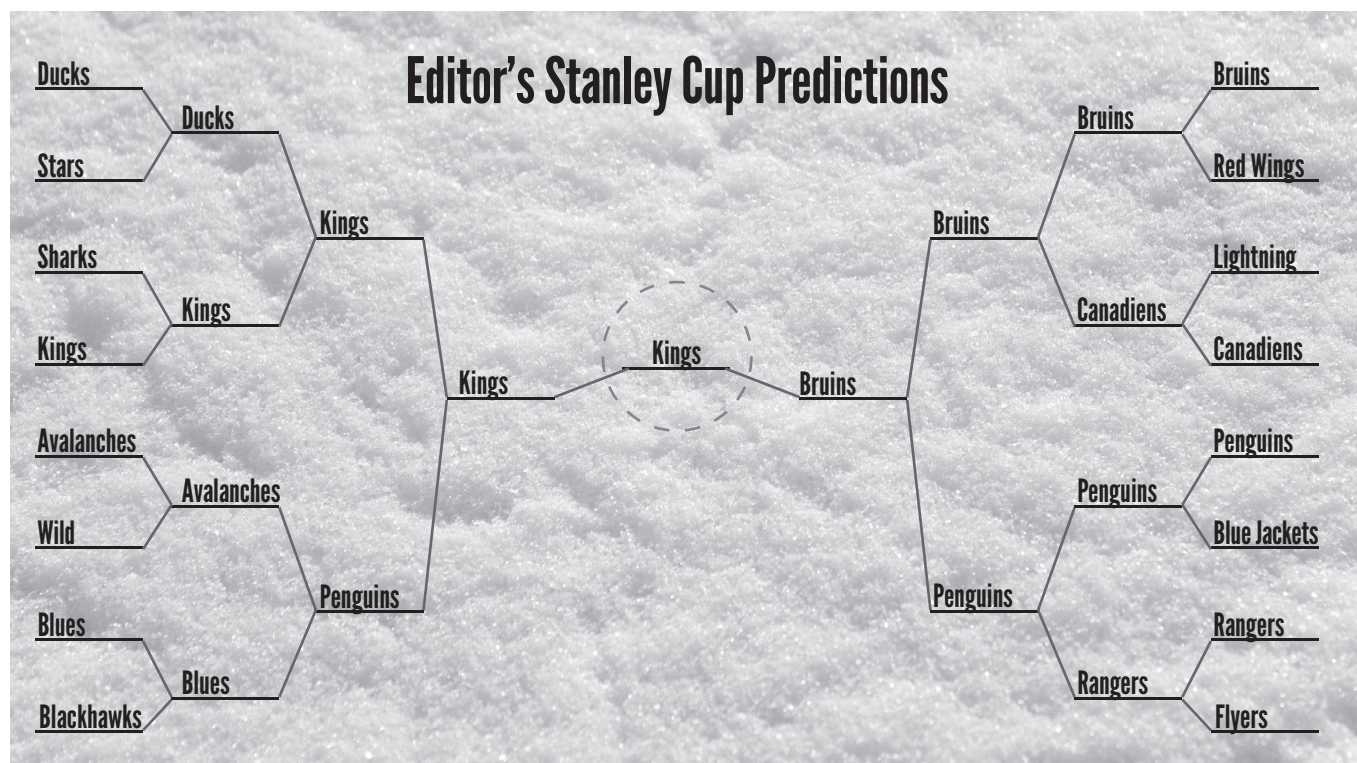 Editor's Stanley Cup Predictions
Ducks
Stars
Sharks
Kings
Avalanches
Wild
Blues
Blackhawks
Ducks
Kings
Avalanches
Blues
Kings
Penguins
Kings
Kings
Bruins
Bruins
Penguins
Bruins
Canadiens
Penguins
Rangers
Bruins
Red Wings
Lightning
Canadiens
Penguins
Blue Jackets
Rangers
Flyers